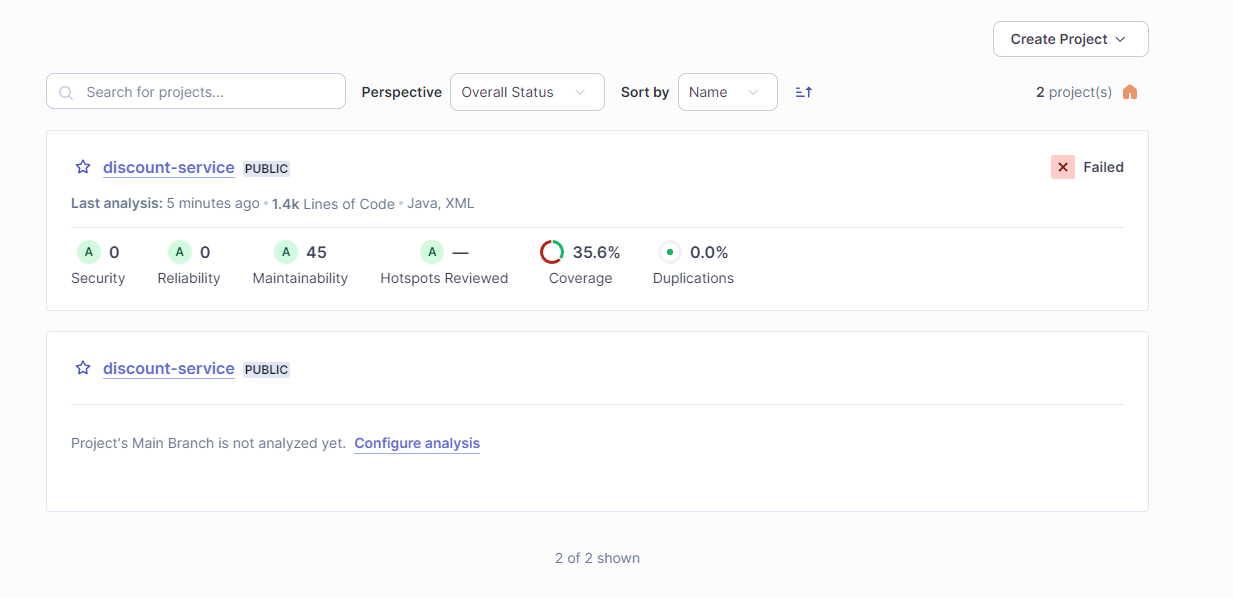 Create Project
Search for projects... Perspective Overall Status Sort by Name 2 project(s)
discount-service PUBLIC Failed
Last analysis: 5 minutes ago • 1.4k Lines of Code • Java, XML
A 0 A 0 A 45 A — 35.6% 0.0%
Security Reliability Maintainability Hotspots Reviewed Coverage Duplications
discount-service PUBLIC
Project's Main Branch is not analyzed yet. Configure analysis
2 of 2 shown